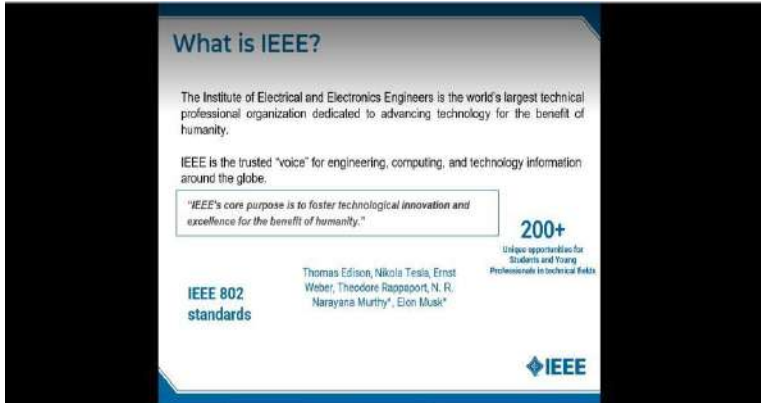 What is IEEE?
The Institute of Electrical and Electronics Engineers is the world's largest technical
professional organization dedicated to advancing technology for the benefit of
humanity.
IEEE is the trusted "voice" for engineering, computing, and technology information
around the globe.
"IEEE's core purpose is to foster technological innovation and
excellence for the benefit of humanity."
200+
Unique opportunities for
Students and Young
Professionals in technical fields
Thomas Edison, Nikola Tesla, Ernst
Weber, Theodore Rappaport, N. R.
Narayana Murthy*, Elon Musk*
IEEE 802
standards
IEEE